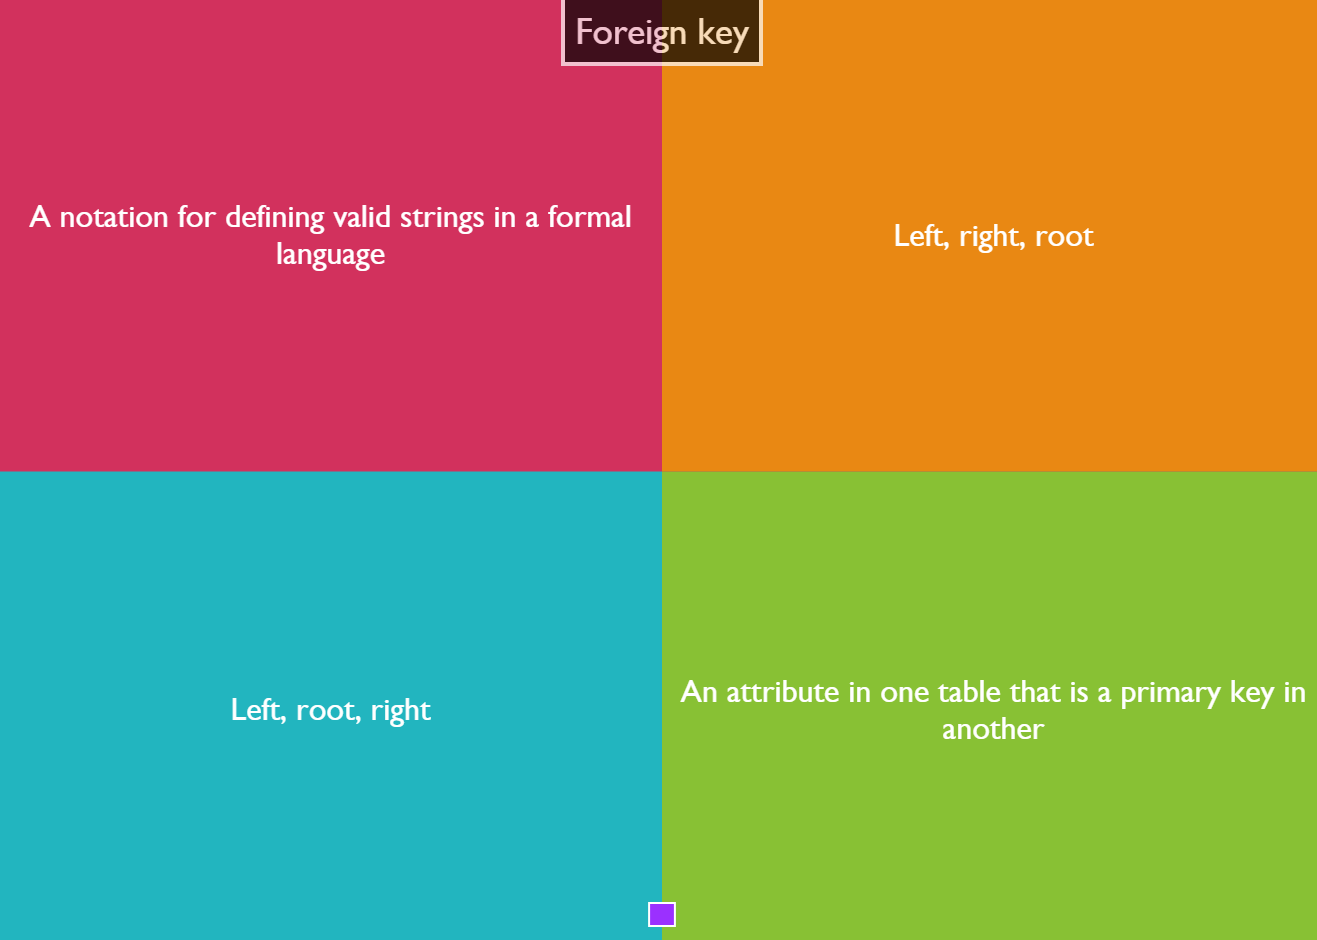 Foreign key
A notation for defining valid strings in a formal
language
Left, right, root
Left, root, right
An attribute in one table that is a primary key in
another